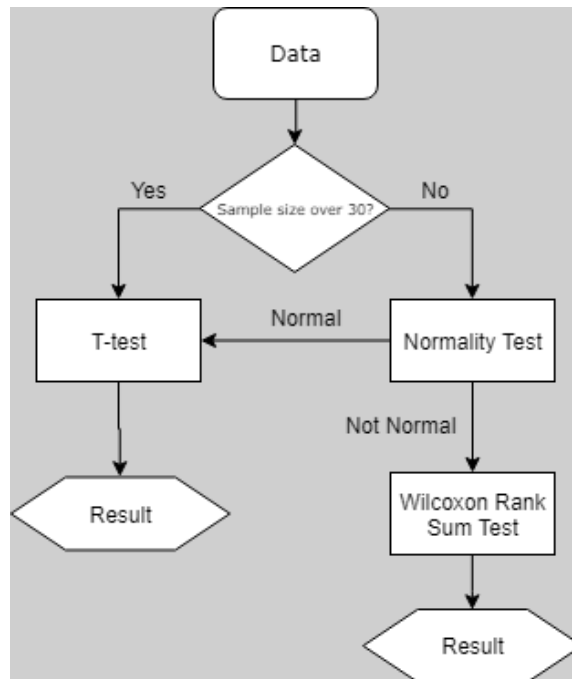 Data
Yes
Sample size over 30?
No
T-test
Normal
Normality Test
Not Normal
Result
Wilcoxon Rank
Sum Test
Result